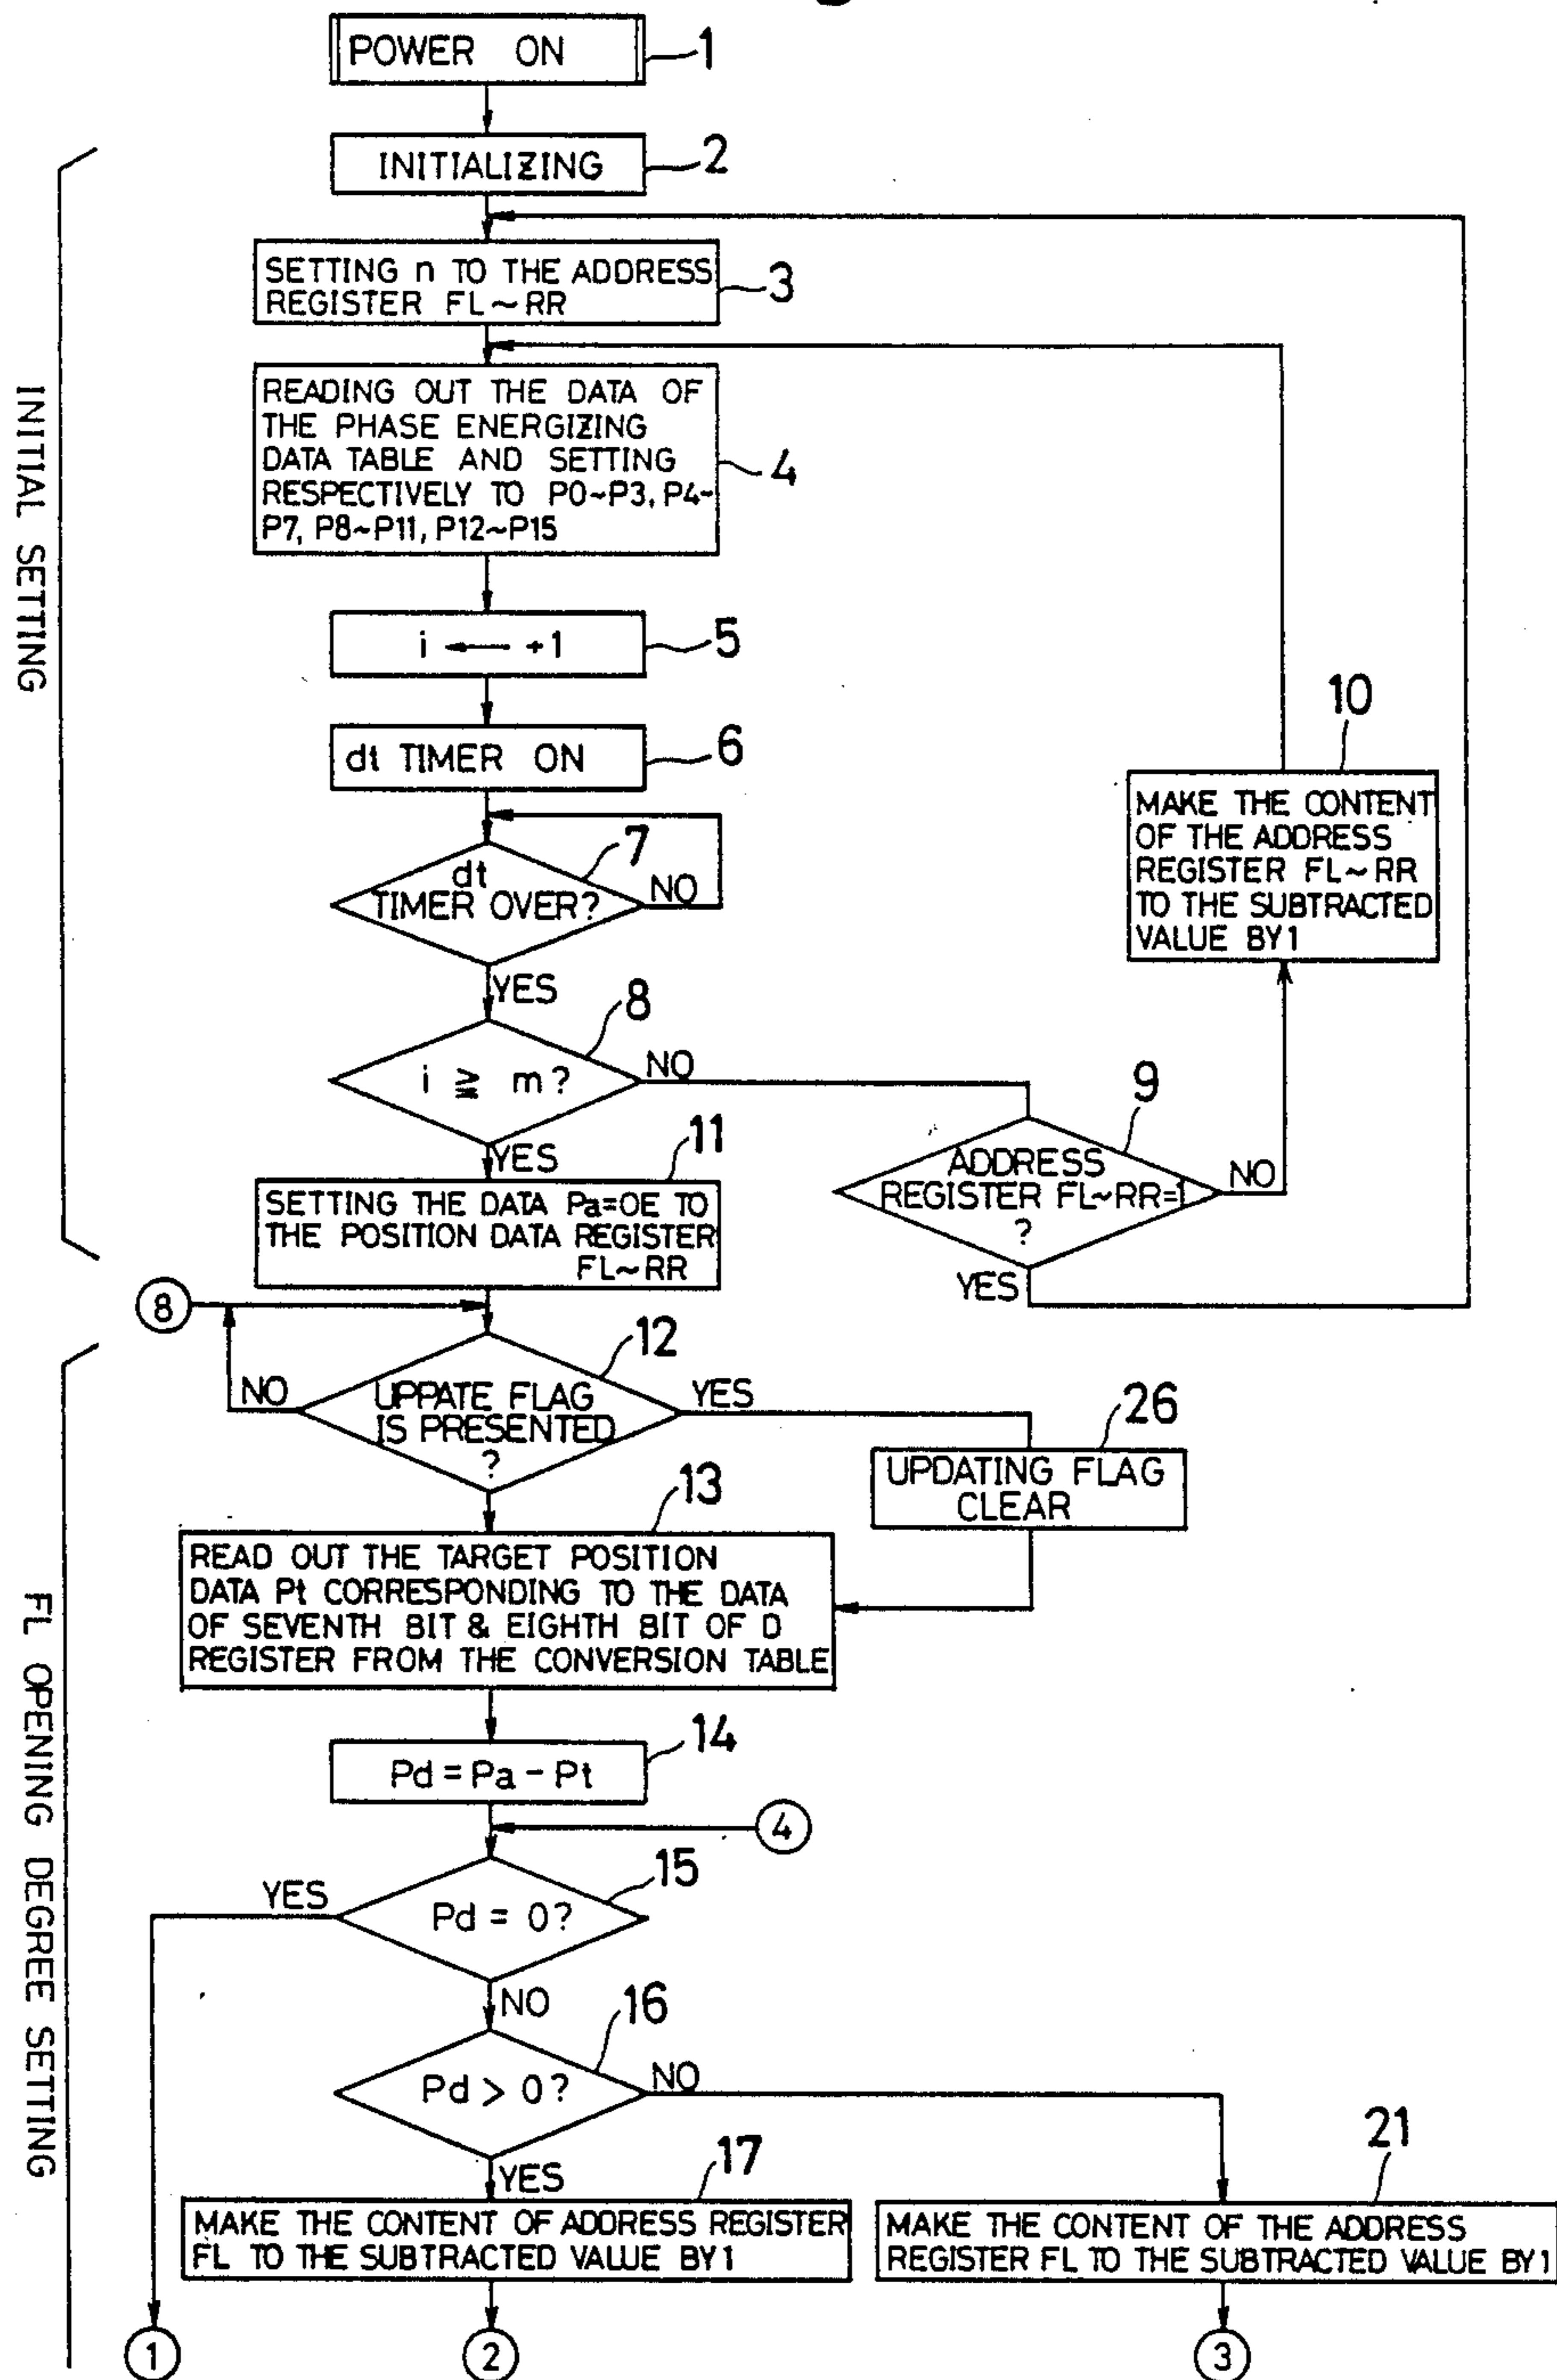 POWER ON
1
INITIALIZING
2
SETTING n TO THE ADDRESS
REGISTER FL~RR
3
READING OUT THE DATA OF
THE PHASE ENERGIZING
DATA TABLE AND SETTING
RESPECTIVELY TO P0~P3, P4~
P7, P8~P11, P12~P15
4
i ← +1
5
dt TIMER ON
6
dt
TIMER OVER?
7
NO
YES
i ≧ m?
8
NO
YES
ADDRESS
REGISTER FL~RR=1
?
9
NO
YES
10
MAKE THE CONTENT
OF THE ADDRESS
REGISTER FL~RR
TO THE SUBTRACTED
VALUE BY 1
11
SETTING THE DATA Pa=0E TO
THE POSITION DATA REGISTER
FL~RR
INITIAL SETTING
8
12
UPPATE FLAG
IS PRESENTED
?
NO
YES
26
UPDATING FLAG
CLEAR
13
READ OUT THE TARGET POSITION
DATA Pt CORRESPONDING TO THE DATA
OF SEVENTH BIT & EIGHTH BIT OF D
REGISTER FROM THE CONVERSION TABLE
14
Pd = Pa - Pt
4
15
Pd = 0?
YES
NO
16
Pd > 0?
NO
YES
17
MAKE THE CONTENT OF ADDRESS REGISTER
FL TO THE SUBTRACTED VALUE BY 1
21
MAKE THE CONTENT OF THE ADDRESS
REGISTER FL TO THE SUBTRACTED VALUE BY 1
FL OPENING DEGREE SETTING
1
2
3